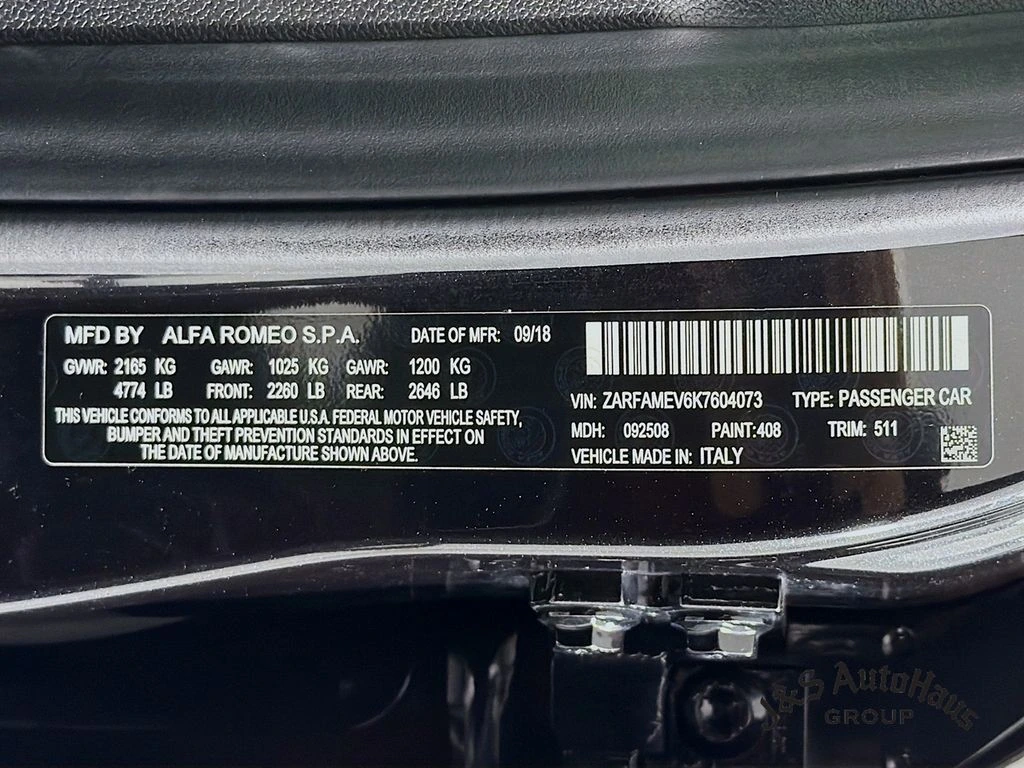 MFD BY ALFA ROMEO S.P.A. DATE OF MFR: 09/18
GVWR: 2165 KG GAWR: 1025 KG GAWR: 1200 KG
4774 LB FRONT: 2260 LB REAR: 2646 LB
THIS VEHICLE CONFORMS TO ALL APPLICABLE U.S.A. FEDERAL MOTOR VEHICLE SAFETY,
BUMPER AND THEFT PREVENTION STANDARDS IN EFFECT ON
THE DATE OF MANUFACTURE SHOWN ABOVE.
VIN: ZARFAMEV6K7604073 TYPE: PASSENGER CAR
MDH: 092508 PAINT: 408 TRIM: 511
VEHICLE MADE IN: ITALY
J&S AutoHaus
GROUP